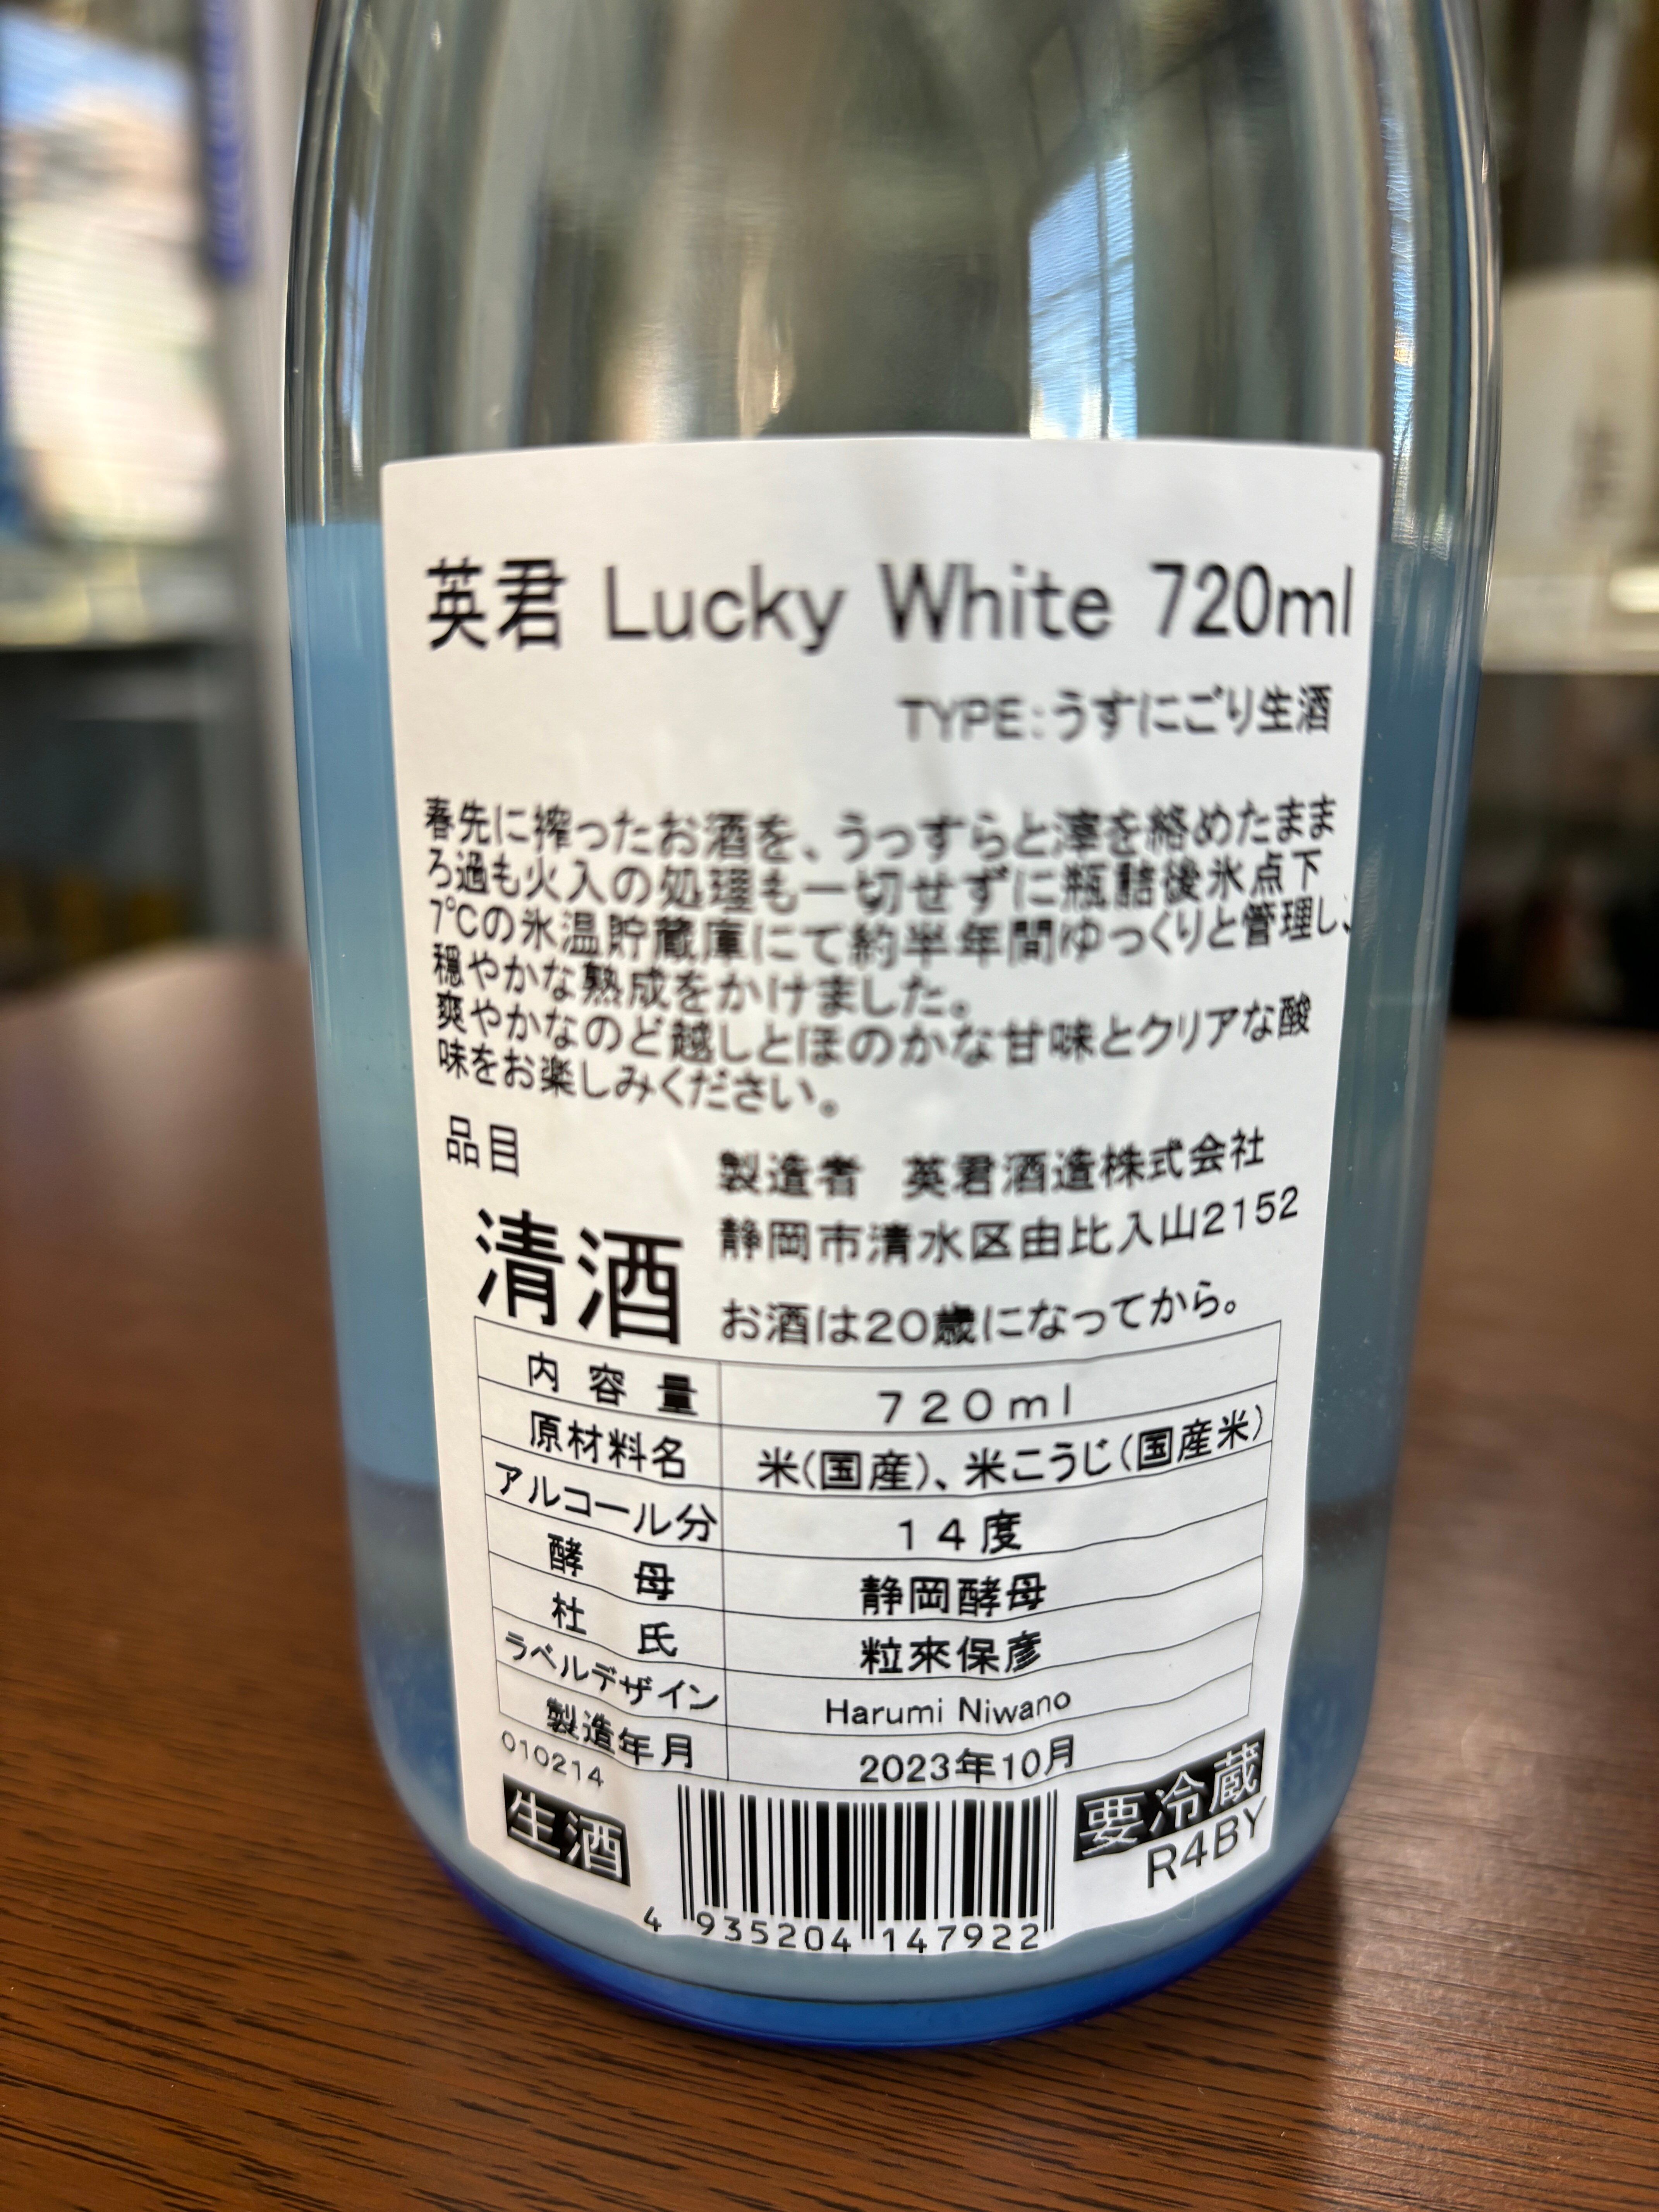 英君 Lucky White 720ml
TYPE:うすにごり生酒
春先に搾ったお酒を、うっすらと滓を絡めたまま
ろ過も火入の処理も一切せずに瓶詰後氷点下
7℃の氷温貯蔵庫にて約半年間ゆっくりと管理し、
穏やかな熟成をかけました。
爽やかなのど越しとほのかな甘味とクリアな酸
味をお楽しみください。
品目
清酒
製造者 英君酒造株式会社
静岡市清水区由比入山2152
お酒は20歳になってから。
内容量 720ml
原材料名 米(国産)、米こうじ(国産米)
アルコール分 14度
酵母 静岡酵母
杜氏 粒來保彦
ラベルデザイン Harumi Niwano
製造年月 2023年10月
010214
生酒
要冷蔵
R4BY
4 935204 147922